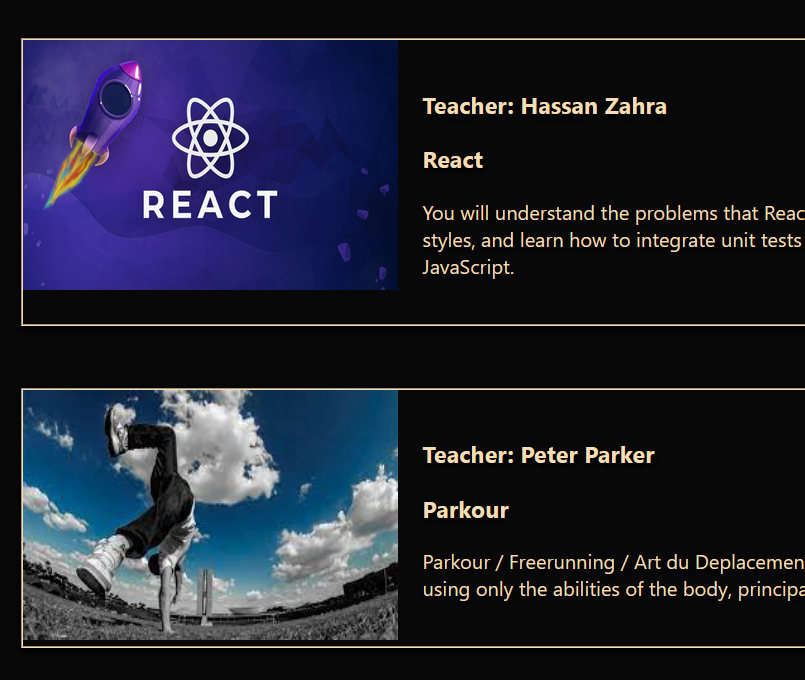 REACT
Teacher: Hassan Zahra
React
You will understand the problems that Reac
styles, and learn how to integrate unit tests
JavaScript.
Teacher: Peter Parker
Parkour
Parkour / Freerunning / Art du Deplacemen
using only the abilities of the body, principa